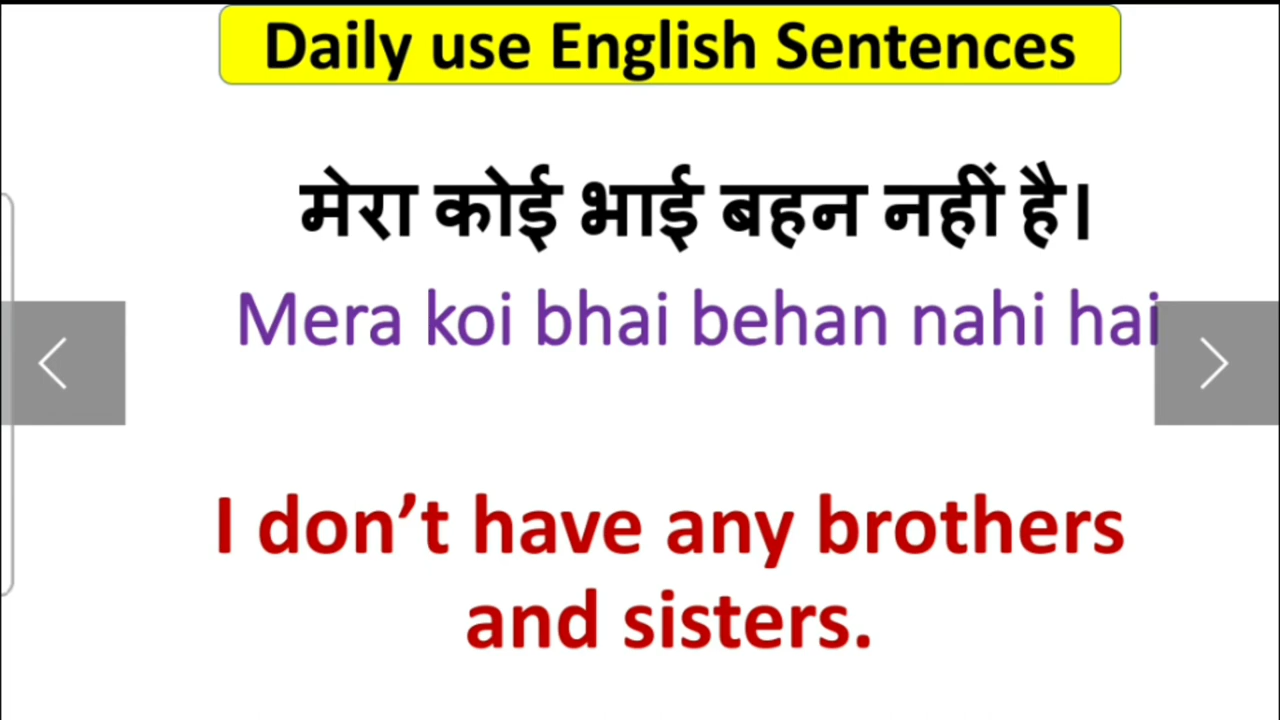 Daily use English Sentences
मेरा कोई भाई बहन नहीं है।
Mera koi bhai behan nahi hai
I don’t have any brothers
and sisters.